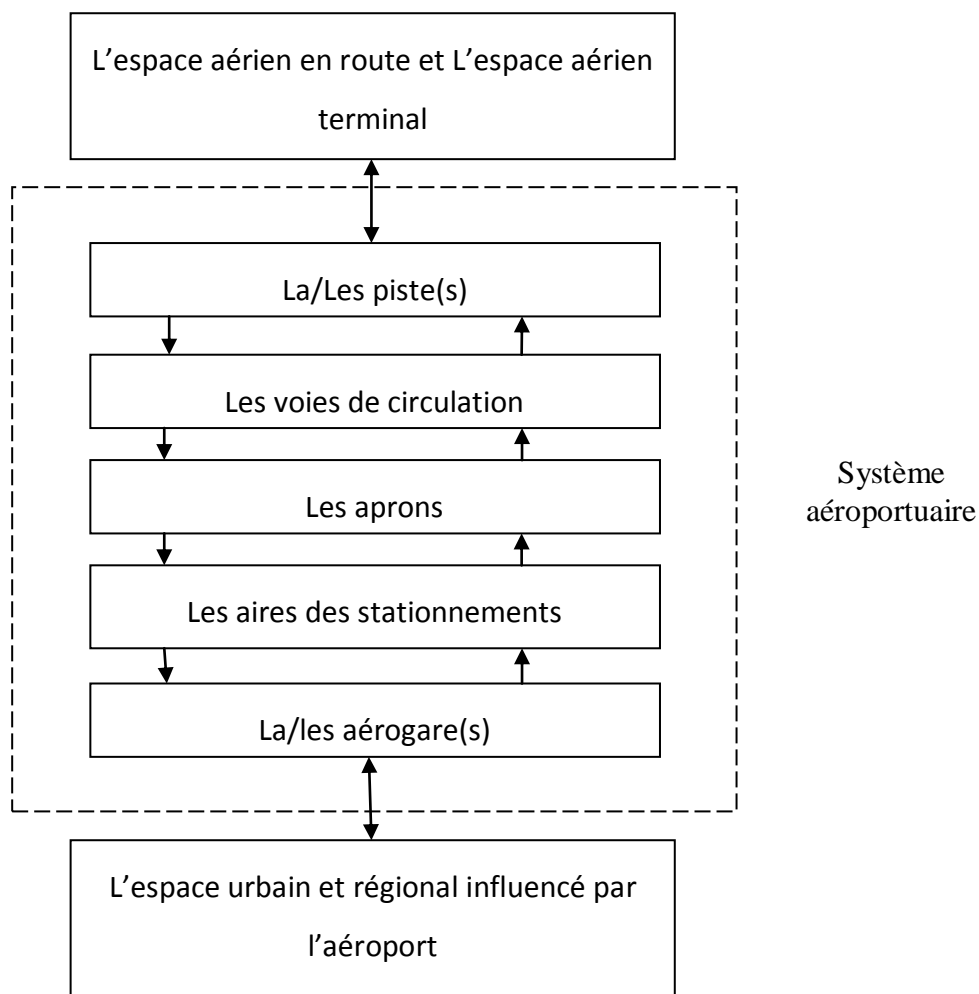 L’espace aérien en route et L’espace aérien
terminal
La/Les piste(s)
Les voies de circulation
Les aprons
Les aires des stationnements
La/les aérogare(s)
Système
aéroportuaire
L’espace urbain et régional influencé par
l’aéroport